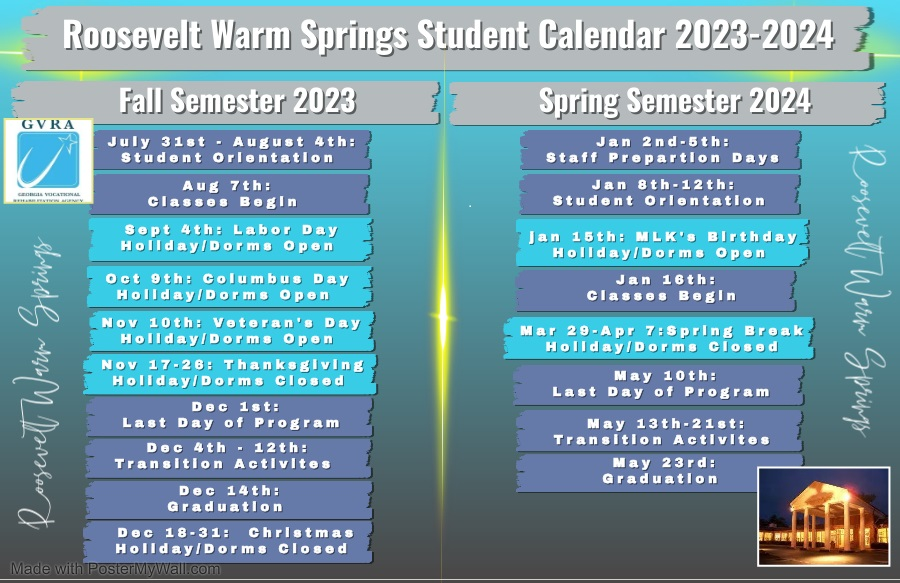 Roosevelt Warm Springs Student Calendar 2023-2024
Fall Semester 2023
GVRA
GEORGIA VOCATIONAL
REHABILITATION AGENCY
July 31st - August 4th:
Student Orientation
Aug 7th:
Classes Begin
Sept 4th: Labor Day
Holiday/Dorms Open
Oct 9th: Columbus Day
Holiday/Dorms Open
Nov 10th: Veteran's Day
Holiday/Dorms Open
Nov 17-26: Thanksgiving
Holiday/Dorms Closed
Dec 1st:
Last Day of Program
Dec 4th - 12th:
Transition Activites
Dec 14th:
Graduation
Dec 18-31: Christmas
Holiday/Dorms Closed
Roosevelt Warm Springs
Spring Semester 2024
Jan 2nd-5th:
Staff Prepartion Days
Jan 8th-12th:
Student Orientation
Jan 15th: MLK's Birthday
Holiday/Dorms Open
Jan 16th:
Classes Begin
Mar 29-Apr 7:Spring Break
Holiday/Dorms Closed
May 10th:
Last Day of Program
May 13th-21st:
Transition Activites
May 23rd:
Graduation
Roosevelt Warm Springs
Made with PosterMyWall.com